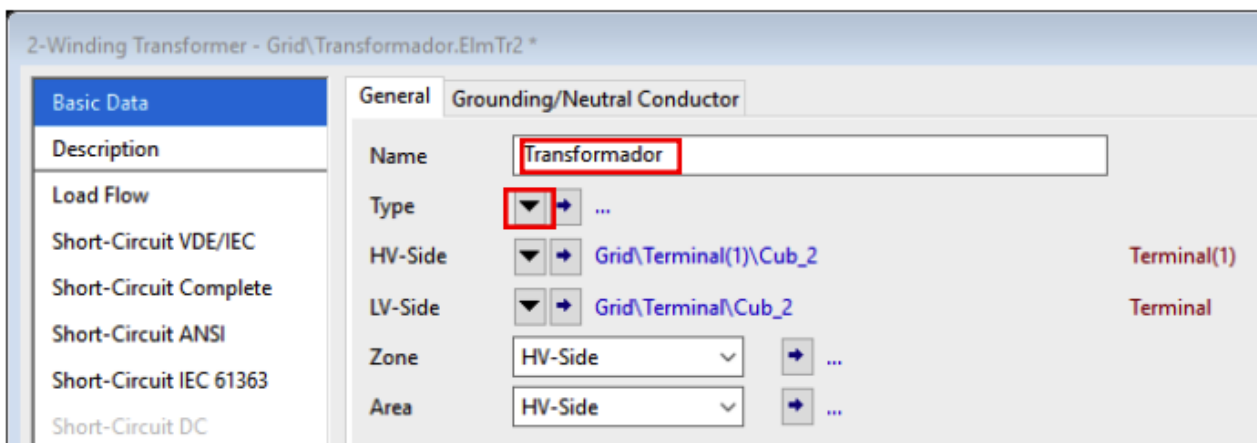 2-Winding Transformer - Grid\Transformador.ElmTr2 *
Basic Data
Description
Load Flow
Short-Circuit VDE/IEC
Short-Circuit Complete
Short-Circuit ANSI
Short-Circuit IEC 61363
Short-Circuit DC
General Grounding/Neutral Conductor
Name Transformador
Type ...
HV-Side Grid\Terminal(1)\Cub_2 Terminal(1)
LV-Side Grid\Terminal\Cub_2 Terminal
Zone HV-Side ...
Area HV-Side ...